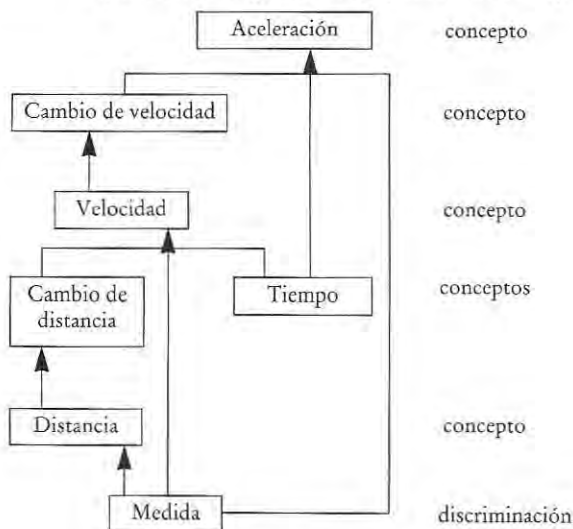 Aceleración concepto
Cambio de velocidad concepto
Velocidad concepto
Cambio de
distancia
Tiempo conceptos
Distancia concepto
Medida discriminación